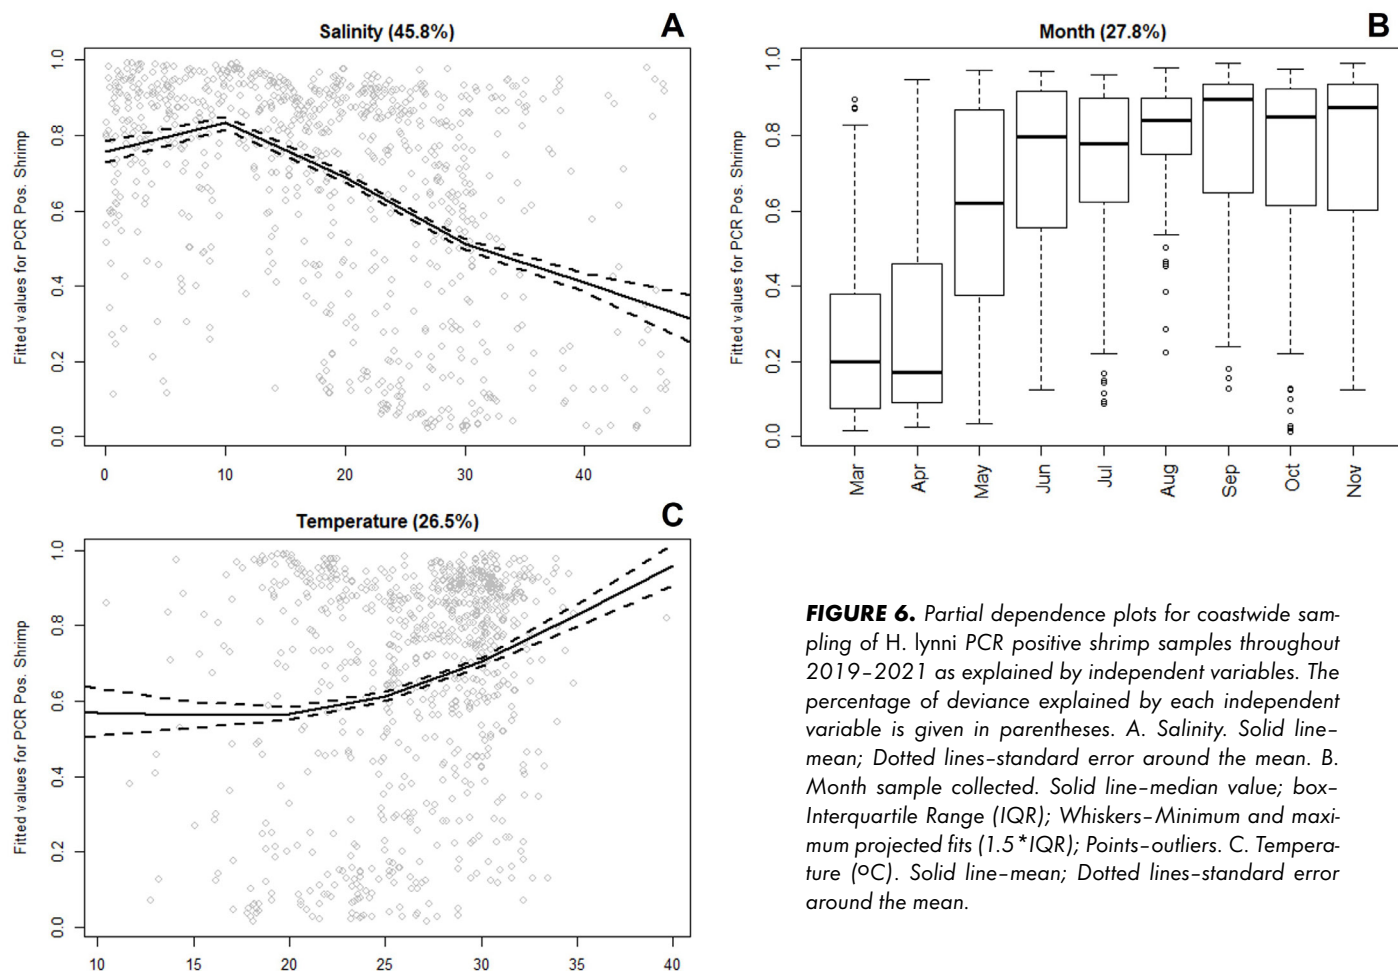 Salinity (45.8%)
A
Fitted values for PCR Pos. Shrimp
1.0
0.8
0.6
0.4
0.2
0.0
0
10
20
30
40
Month (27.8%)
B
Fitted values for PCR Pos. Shrimp
1.0
0.8
0.6
0.4
0.2
0.0
Mar
Apr
May
Jun
Jul
Aug
Sep
Oct
Nov
Temperature (26.5%)
C
Fitted values for PCR Pos. Shrimp
1.0
0.8
0.6
0.4
0.2
0.0
10
20
25
30
35
40
FIGURE 6. Partial dependence plots for coastwide sam-
pling of H. lynni PCR positive shrimp samples throughout
2019–2021 as explained by independent variables. The
percentage of deviance explained by each independent
variable is given in parentheses. A. Salinity. Solid line–
mean; Dotted lines–standard error around the mean. B.
Month sample collected. Solid line–median value; box–
Interquartile Range (IQR); Whiskers–Minimum and maxi-
mum projected fits (1.5*IQR); Points–outliers. C. Tempera-
ture (oC). Solid line–mean; Dotted lines–standard error
around the mean.